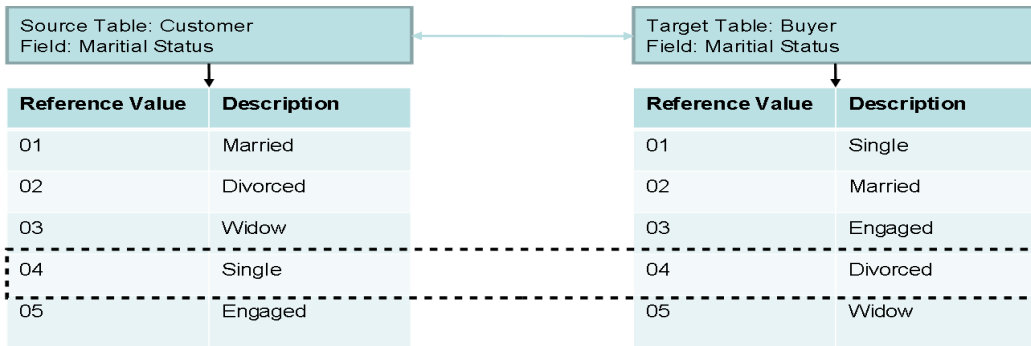 Source Table: Customer
Field: Maritial Status
Target Table: Buyer
Field: Maritial Status
Reference Value Description
01 Married
02 Divorced
03 Widow
04 Single
05 Engaged
Reference Value Description
01 Single
02 Married
03 Engaged
04 Divorced
05 Widow